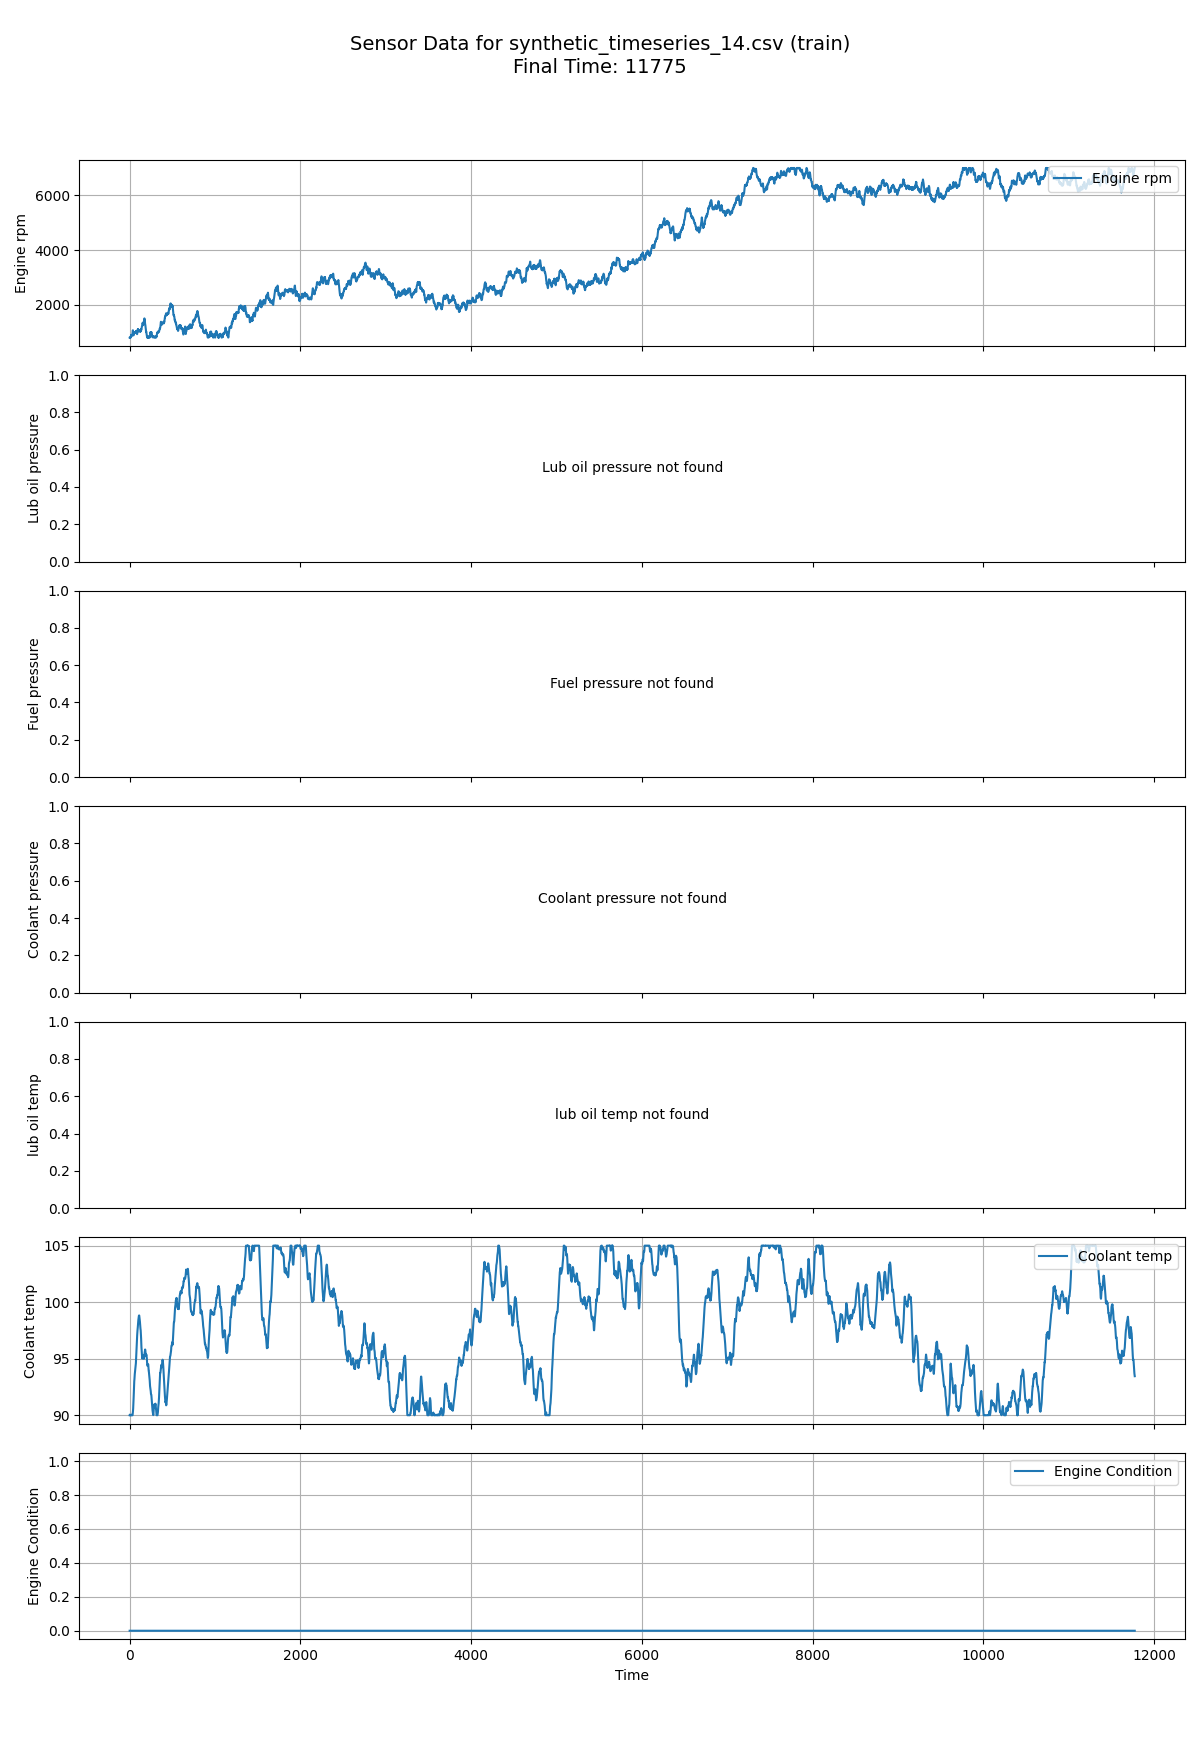 Sensor Data for synthetic_timeseries_14.csv (train)
Final Time: 11775
Engine rpm
6000
4000
2000
Engine rpm
Lub oil pressure
1.0
0.8
0.6
0.4
0.2
0.0
Lub oil pressure not found
Fuel pressure
1.0
0.8
0.6
0.4
0.2
0.0
Fuel pressure not found
Coolant pressure
1.0
0.8
0.6
0.4
0.2
0.0
Coolant pressure not found
lub oil temp
1.0
0.8
0.6
0.4
0.2
0.0
lub oil temp not found
Coolant temp
105
100
95
90
Coolant temp
Engine Condition
1.0
0.8
0.6
0.4
0.2
0.0
Engine Condition
0 2000 4000 6000 8000 10000 12000
Time